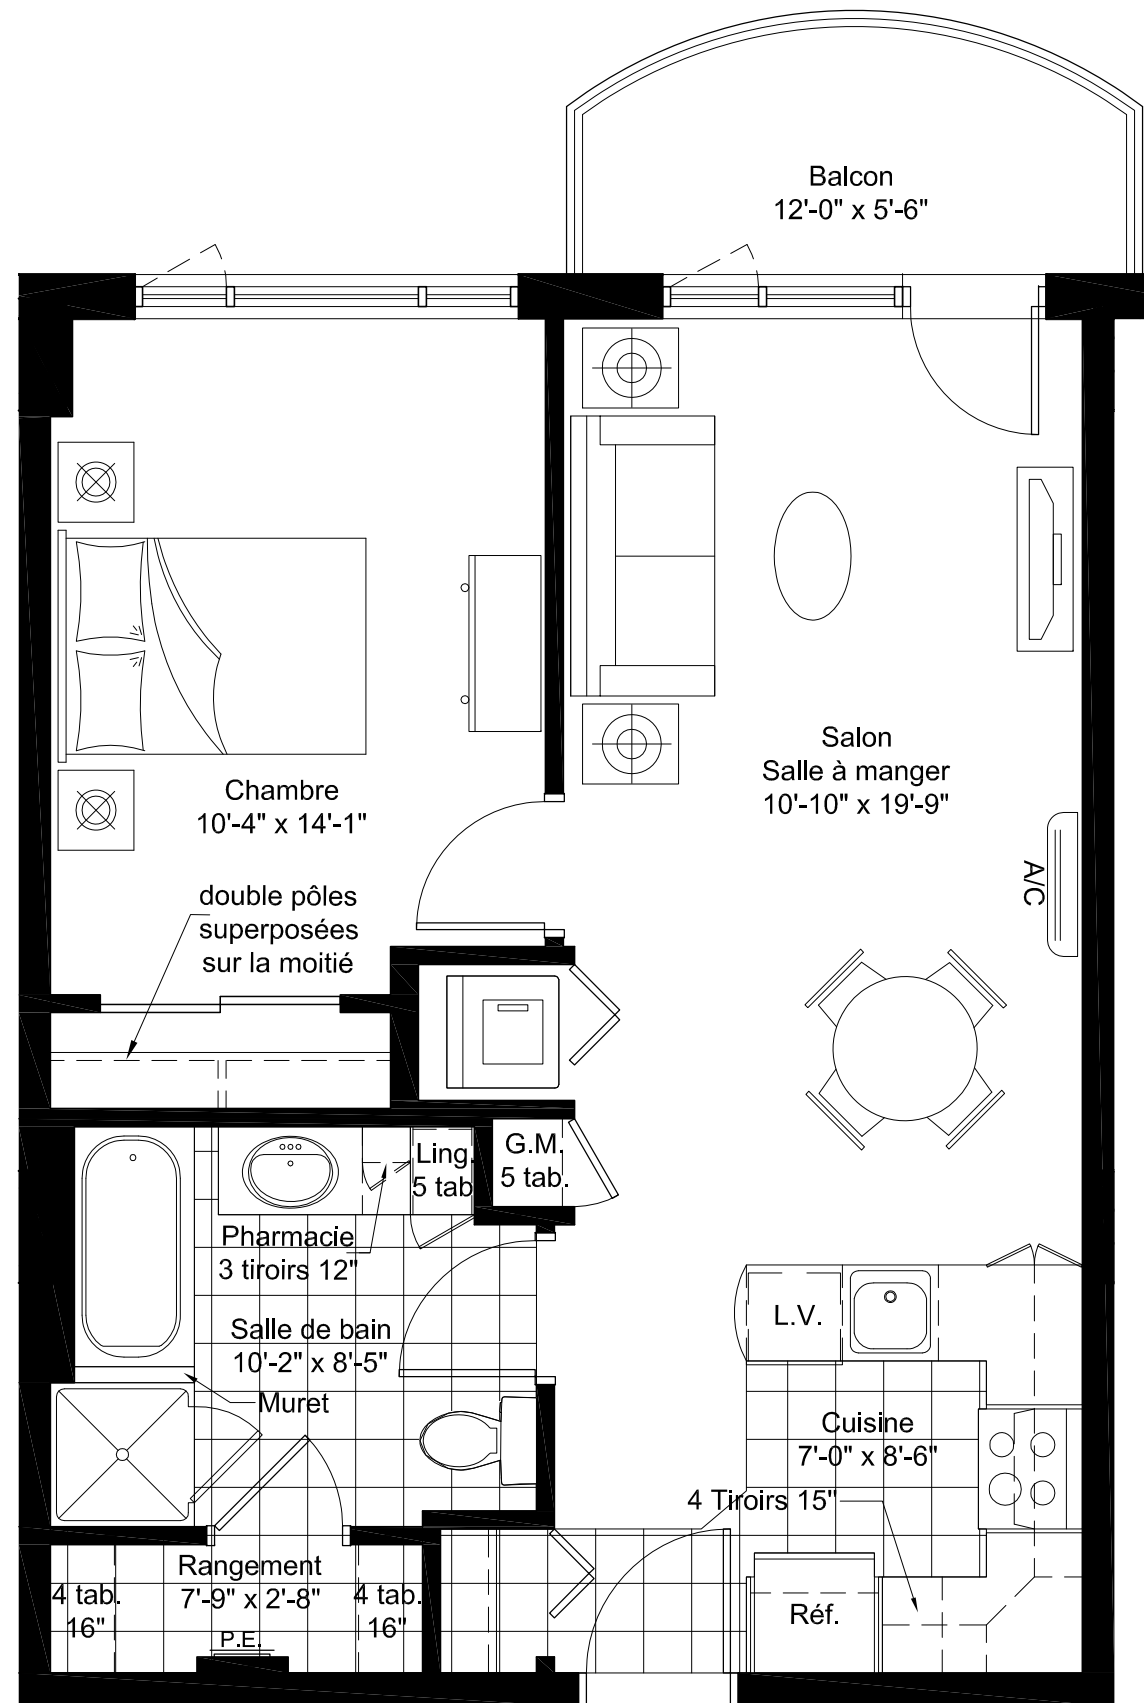 Balcon
12'-0" x 5'-6"
Salon
Salle à manger
10'-10" x 19'-9"
Chambre
10'-4" x 14'-1"
A/C
double pôles
superposées
sur la moitié
Ling.
5 tab
G.M.
5 tab.
Pharmacie
3 tiroirs 12"
Salle de bain
10'-2" x 8'-5"
Muret
L.V.
Cuisine
7'-0" x 8'-6"
4 Tiroirs 15"
Rangement
7'-9" x 2'-8"
4 tab.
16"
4 tab.
16"
P.E.
Réf.